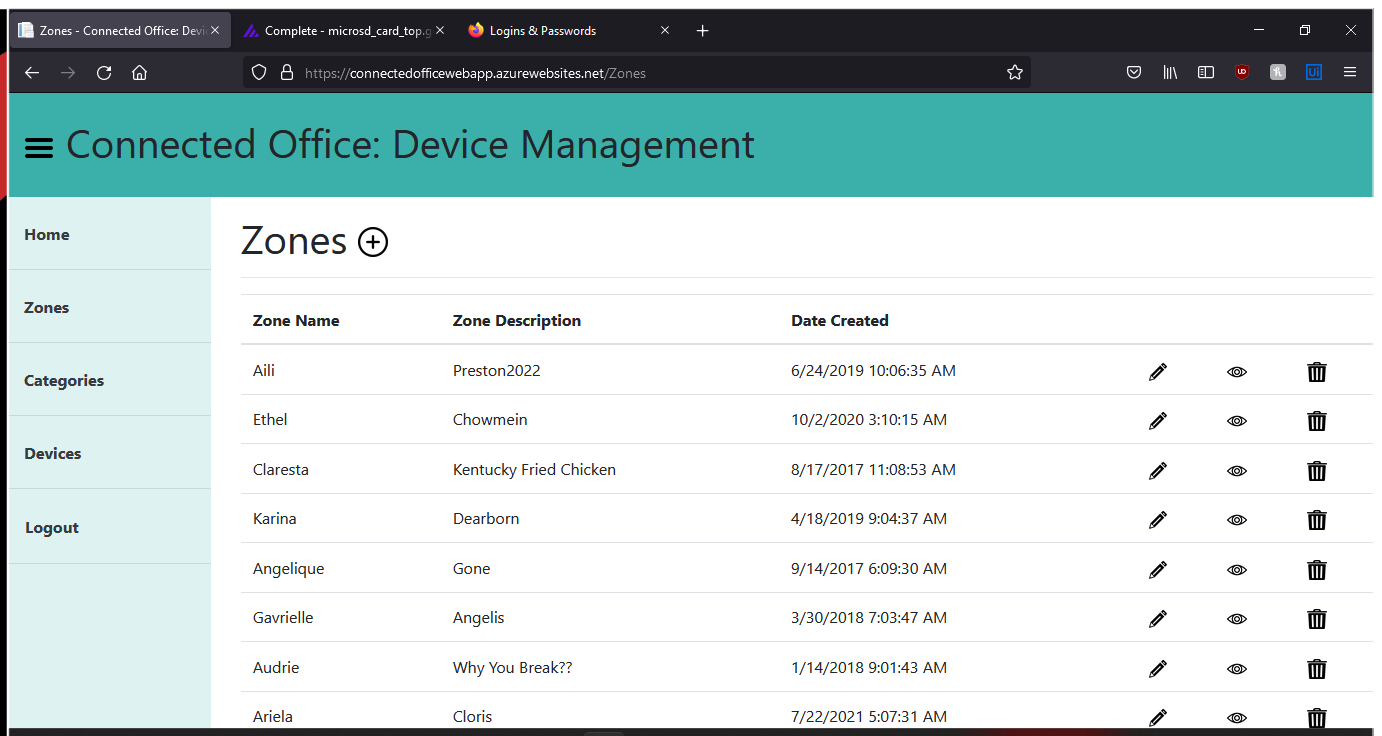 Zones - Connected Office: Devic
Complete - microsd_card_top.g
Logins & Passwords
https://connectedofficewebapp.azurewebsites.net/Zones
Connected Office: Device Management
Home
Zones
Categories
Devices
Logout
Zones
Zone Name Zone Description Date Created
Aili Preston2022 6/24/2019 10:06:35 AM
Ethel Chowmein 10/2/2020 3:10:15 AM
Claresta Kentucky Fried Chicken 8/17/2017 11:08:53 AM
Karina Dearborn 4/18/2019 9:04:37 AM
Angelique Gone 9/14/2017 6:09:30 AM
Gavrielle Angelis 3/30/2018 7:03:47 AM
Audrie Why You Break?? 1/14/2018 9:01:43 AM
Ariela Cloris 7/22/2021 5:07:31 AM